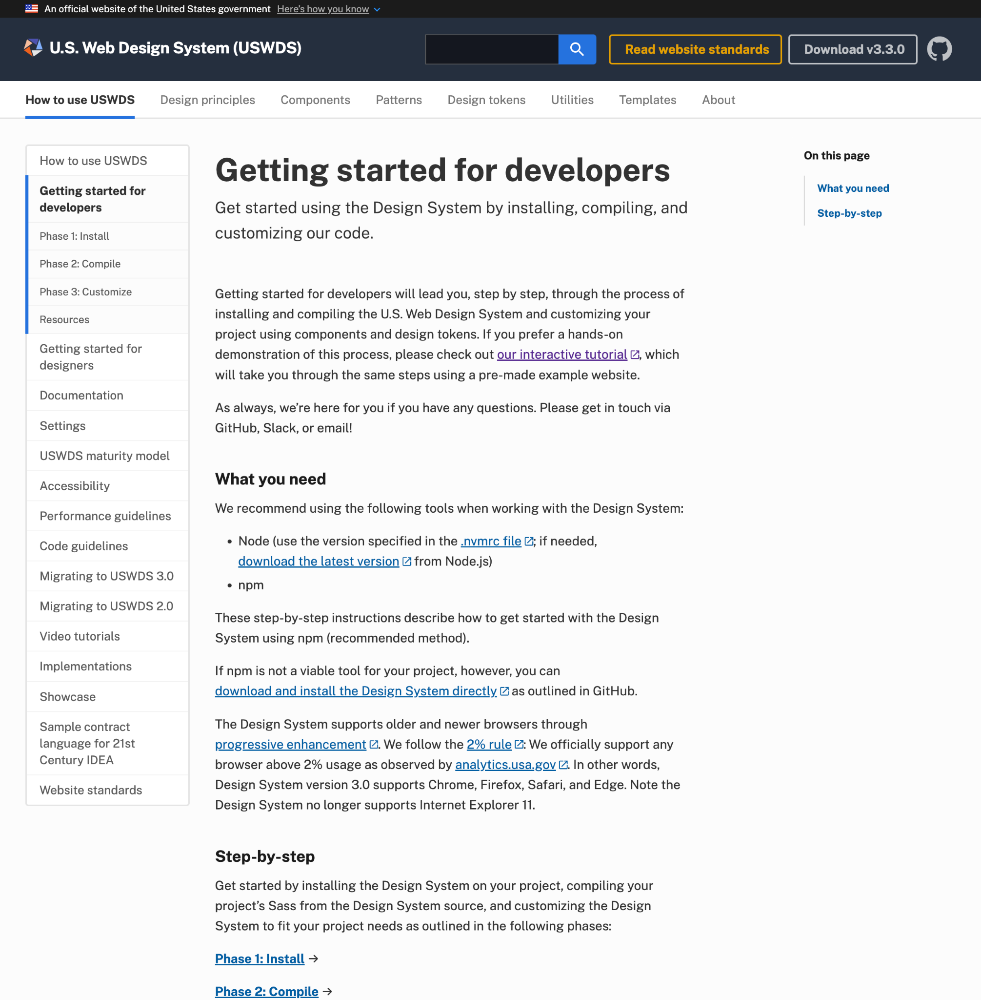 An official website of the United States government Here's how you know
U.S. Web Design System (USWDS)
Read website standards
Download v3.3.0
How to use USWDS Design principles Components Patterns Design tokens Utilities Templates About
How to use USWDS
Getting started for
developers
Phase 1: Install
Phase 2: Compile
Phase 3: Customize
Resources
Getting started for
designers
Documentation
Settings
USWDS maturity model
Accessibility
Performance guidelines
Code guidelines
Migrating to USWDS 3.0
Migrating to USWDS 2.0
Video tutorials
Implementations
Showcase
Sample contract
language for 21st
Century IDEA
Website standards
Getting started for developers
Get started using the Design System by installing, compiling, and
customizing our code.
Getting started for developers will lead you, step by step, through the process of
installing and compiling the U.S. Web Design System and customizing your
project using components and design tokens. If you prefer a hands-on
demonstration of this process, please check out our interactive tutorial, which
will take you through the same steps using a pre-made example website.
As always, we’re here for you if you have any questions. Please get in touch via
GitHub, Slack, or email!
What you need
We recommend using the following tools when working with the Design System:
• Node (use the version specified in the .nvmrc file; if needed,
download the latest version from Node.js)
• npm
These step-by-step instructions describe how to get started with the Design
System using npm (recommended method).
If npm is not a viable tool for your project, however, you can
download and install the Design System directly as outlined in GitHub.
The Design System supports older and newer browsers through
progressive enhancement. We follow the 2% rule: We officially support any
browser above 2% usage as observed by analytics.usa.gov. In other words,
Design System version 3.0 supports Chrome, Firefox, Safari, and Edge. Note the
Design System no longer supports Internet Explorer 11.
Step-by-step
Get started by installing the Design System on your project, compiling your
project’s Sass from the Design System source, and customizing the Design
System to fit your project needs as outlined in the following phases:
Phase 1: Install →
Phase 2: Compile →
On this page
What you need
Step-by-step